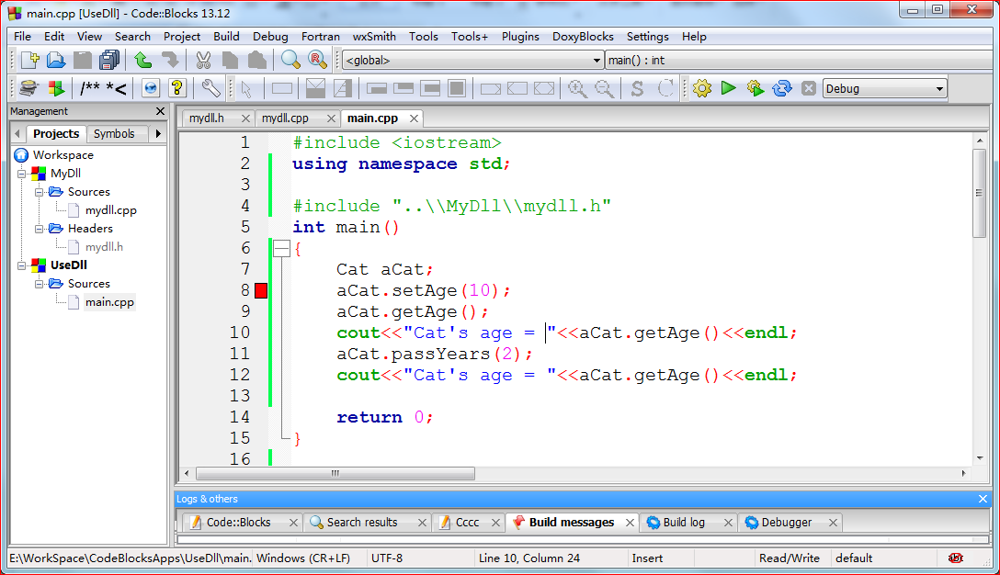 main.cpp [UseDll] - Code::Blocks 13.12
File Edit View Search Project Build Debug Fortran wxSmith Tools Tools+ Plugins DoxyBlocks Settings Help
<global> main() : int
/** *< Debug
Management
Projects Symbols
Workspace
MyDll
Sources
mydll.cpp
Headers
mydll.h
UseDll
Sources
main.cpp
mydll.h mydll.cpp main.cpp
1 #include <iostream>
2 using namespace std;
3
4 #include "..\\MyDll\\mydll.h"
5 int main()
6 {
7 Cat aCat;
8 aCat.setAge(10);
9 aCat.getAge();
10 cout<<"Cat's age = "<<aCat.getAge()<<endl;
11 aCat.passYears(2);
12 cout<<"Cat's age = "<<aCat.getAge()<<endl;
13
14 return 0;
15 }
16
Logs & others
Code::Blocks Search results Cccc Build messages Build log Debugger
E:\WorkSpace\CodeBlocksApps\UseDll\main. Windows (CR+LF) UTF-8 Line 10, Column 24 Insert Read/Write default abc